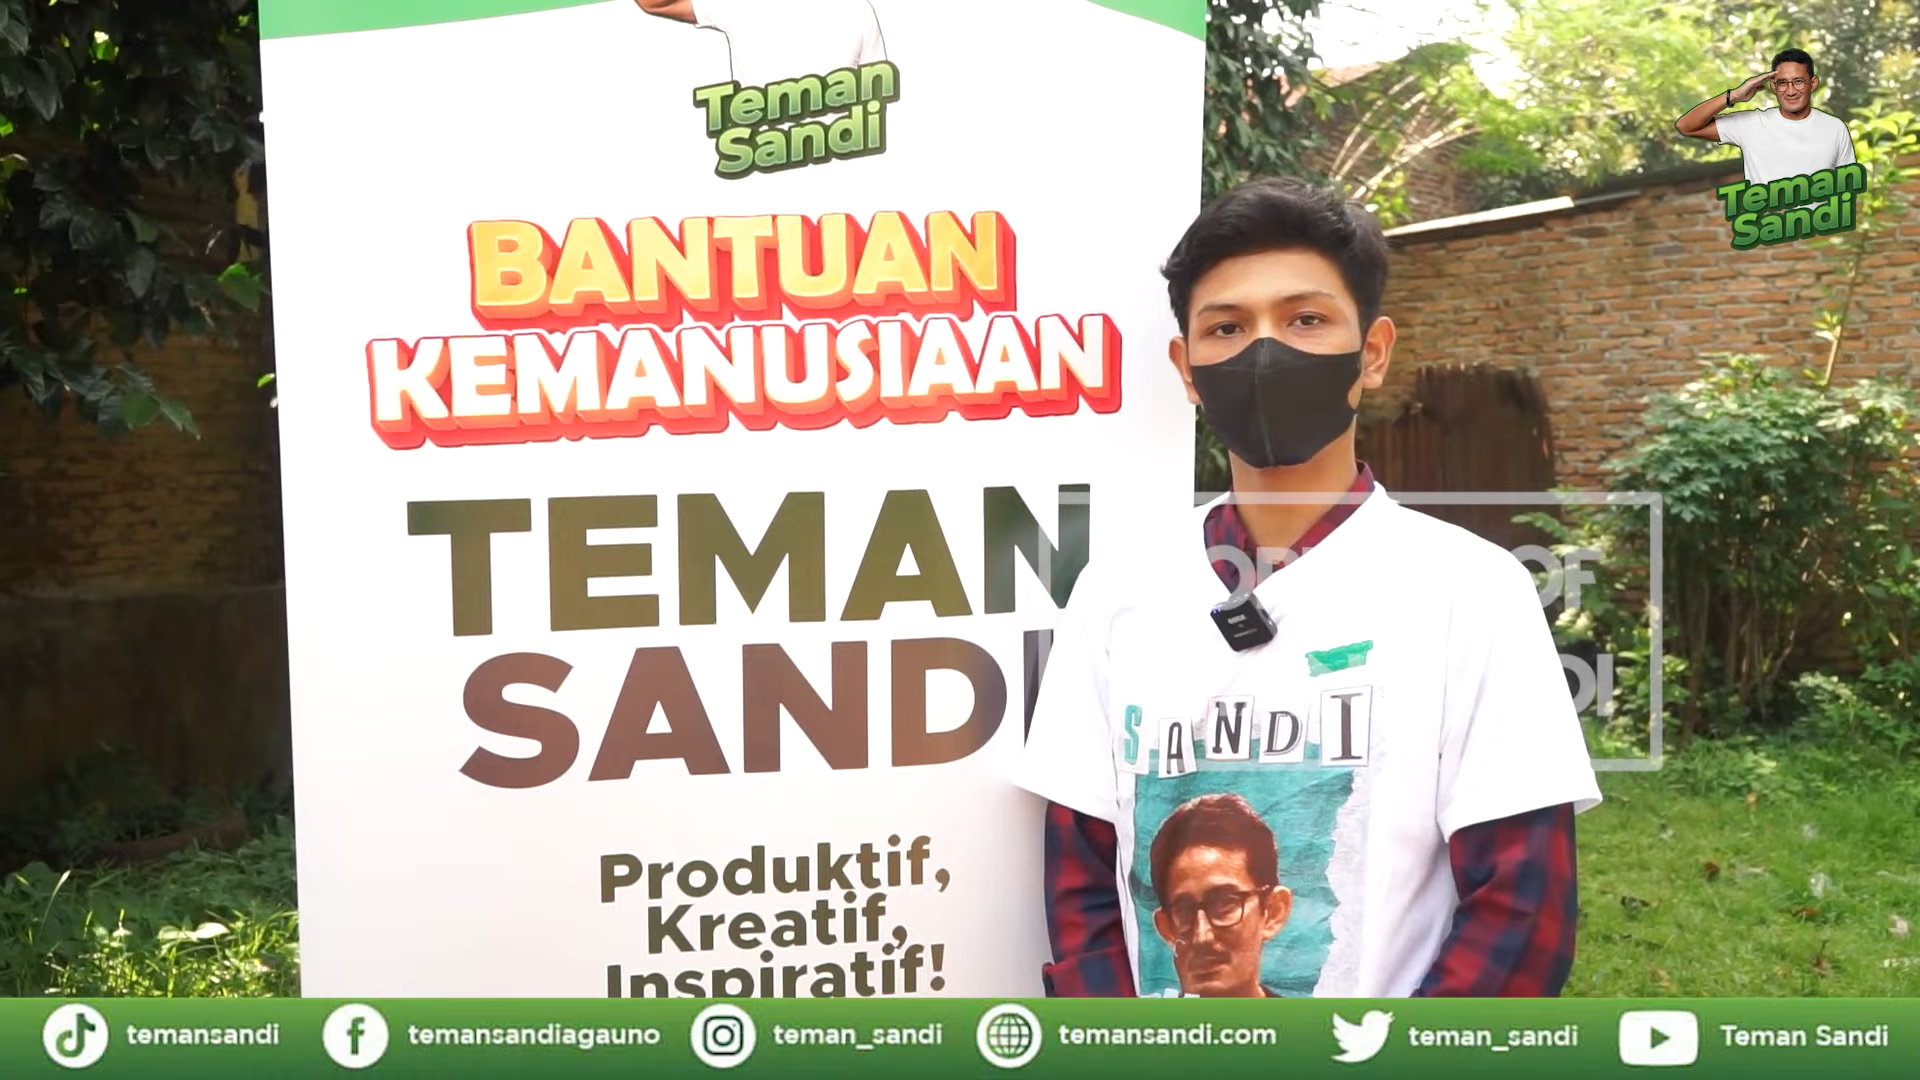 Teman
Sandi
BANTUAN
KEMANUSIAAN
TEMAN
SANDI
Produktif,
Kreatif,
Inspiratif!
Teman
Sandi
OF
SANDI
temansandi
temansandiagauno
teman_sandi
temansandi.com
teman_sandi
Teman Sandi